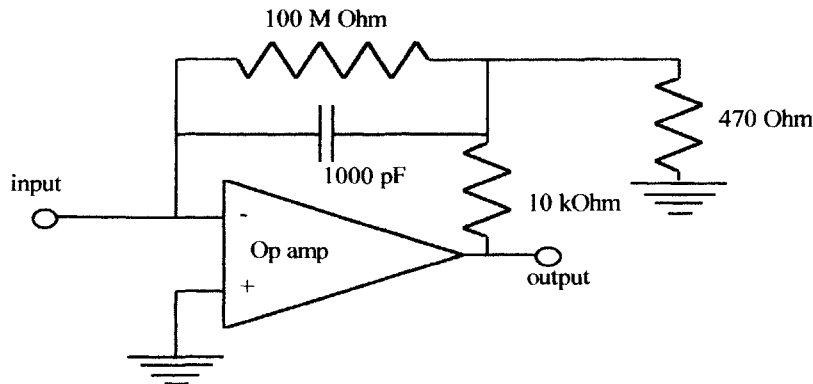 100 M Ohm
470 Ohm
1000 pF
input
10 kOhm
-
Op amp
+
output